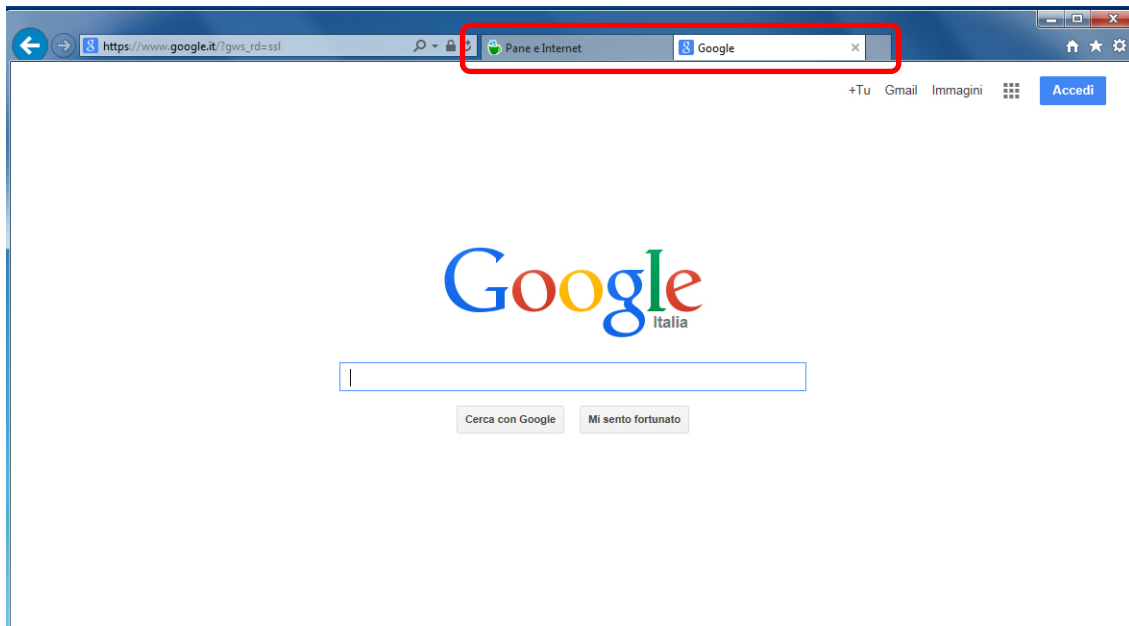 https://www.google.it/?gws_rd=ssl
Pane e Internet
Google
+Tu Gmail Immagini
Accedi
Google
Italia
Cerca con Google
Mi sento fortunato